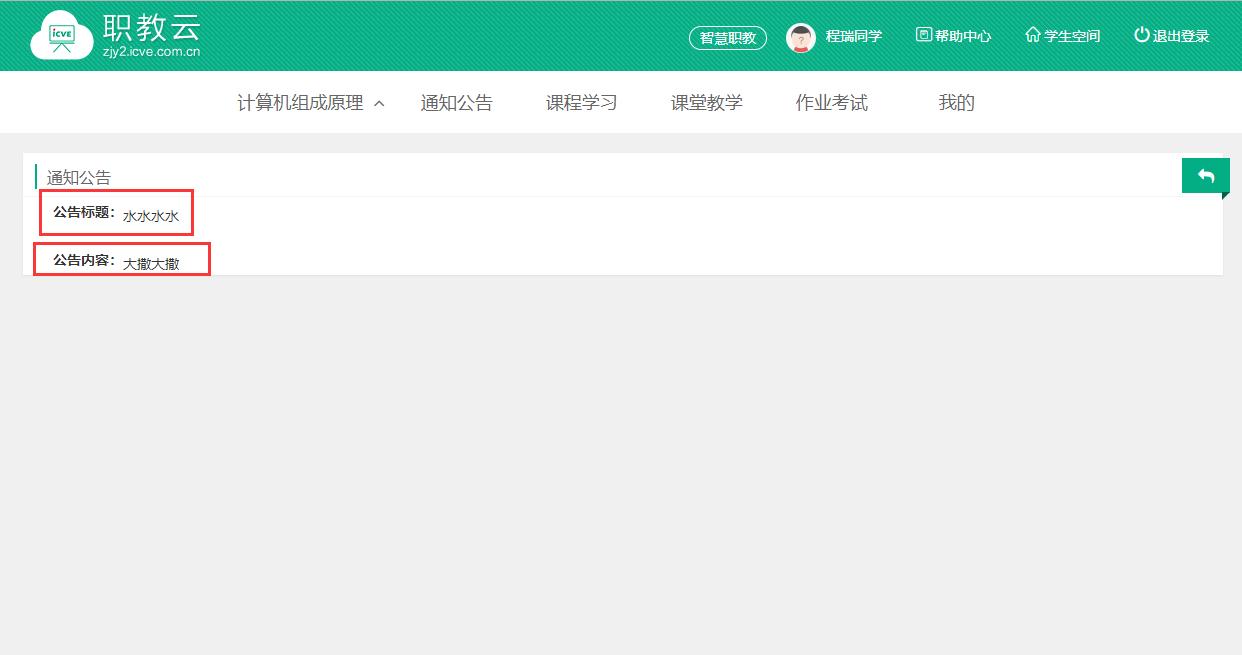 icve
职教云
zjy2.icve.com.cn
智慧职教 程瑞同学 帮助中心 学生空间 退出登录
计算机组成原理 通知公告 课程学习 课堂教学 作业考试 我的
通知公告
公告标题：水水水水
公告内容：大撒大撒